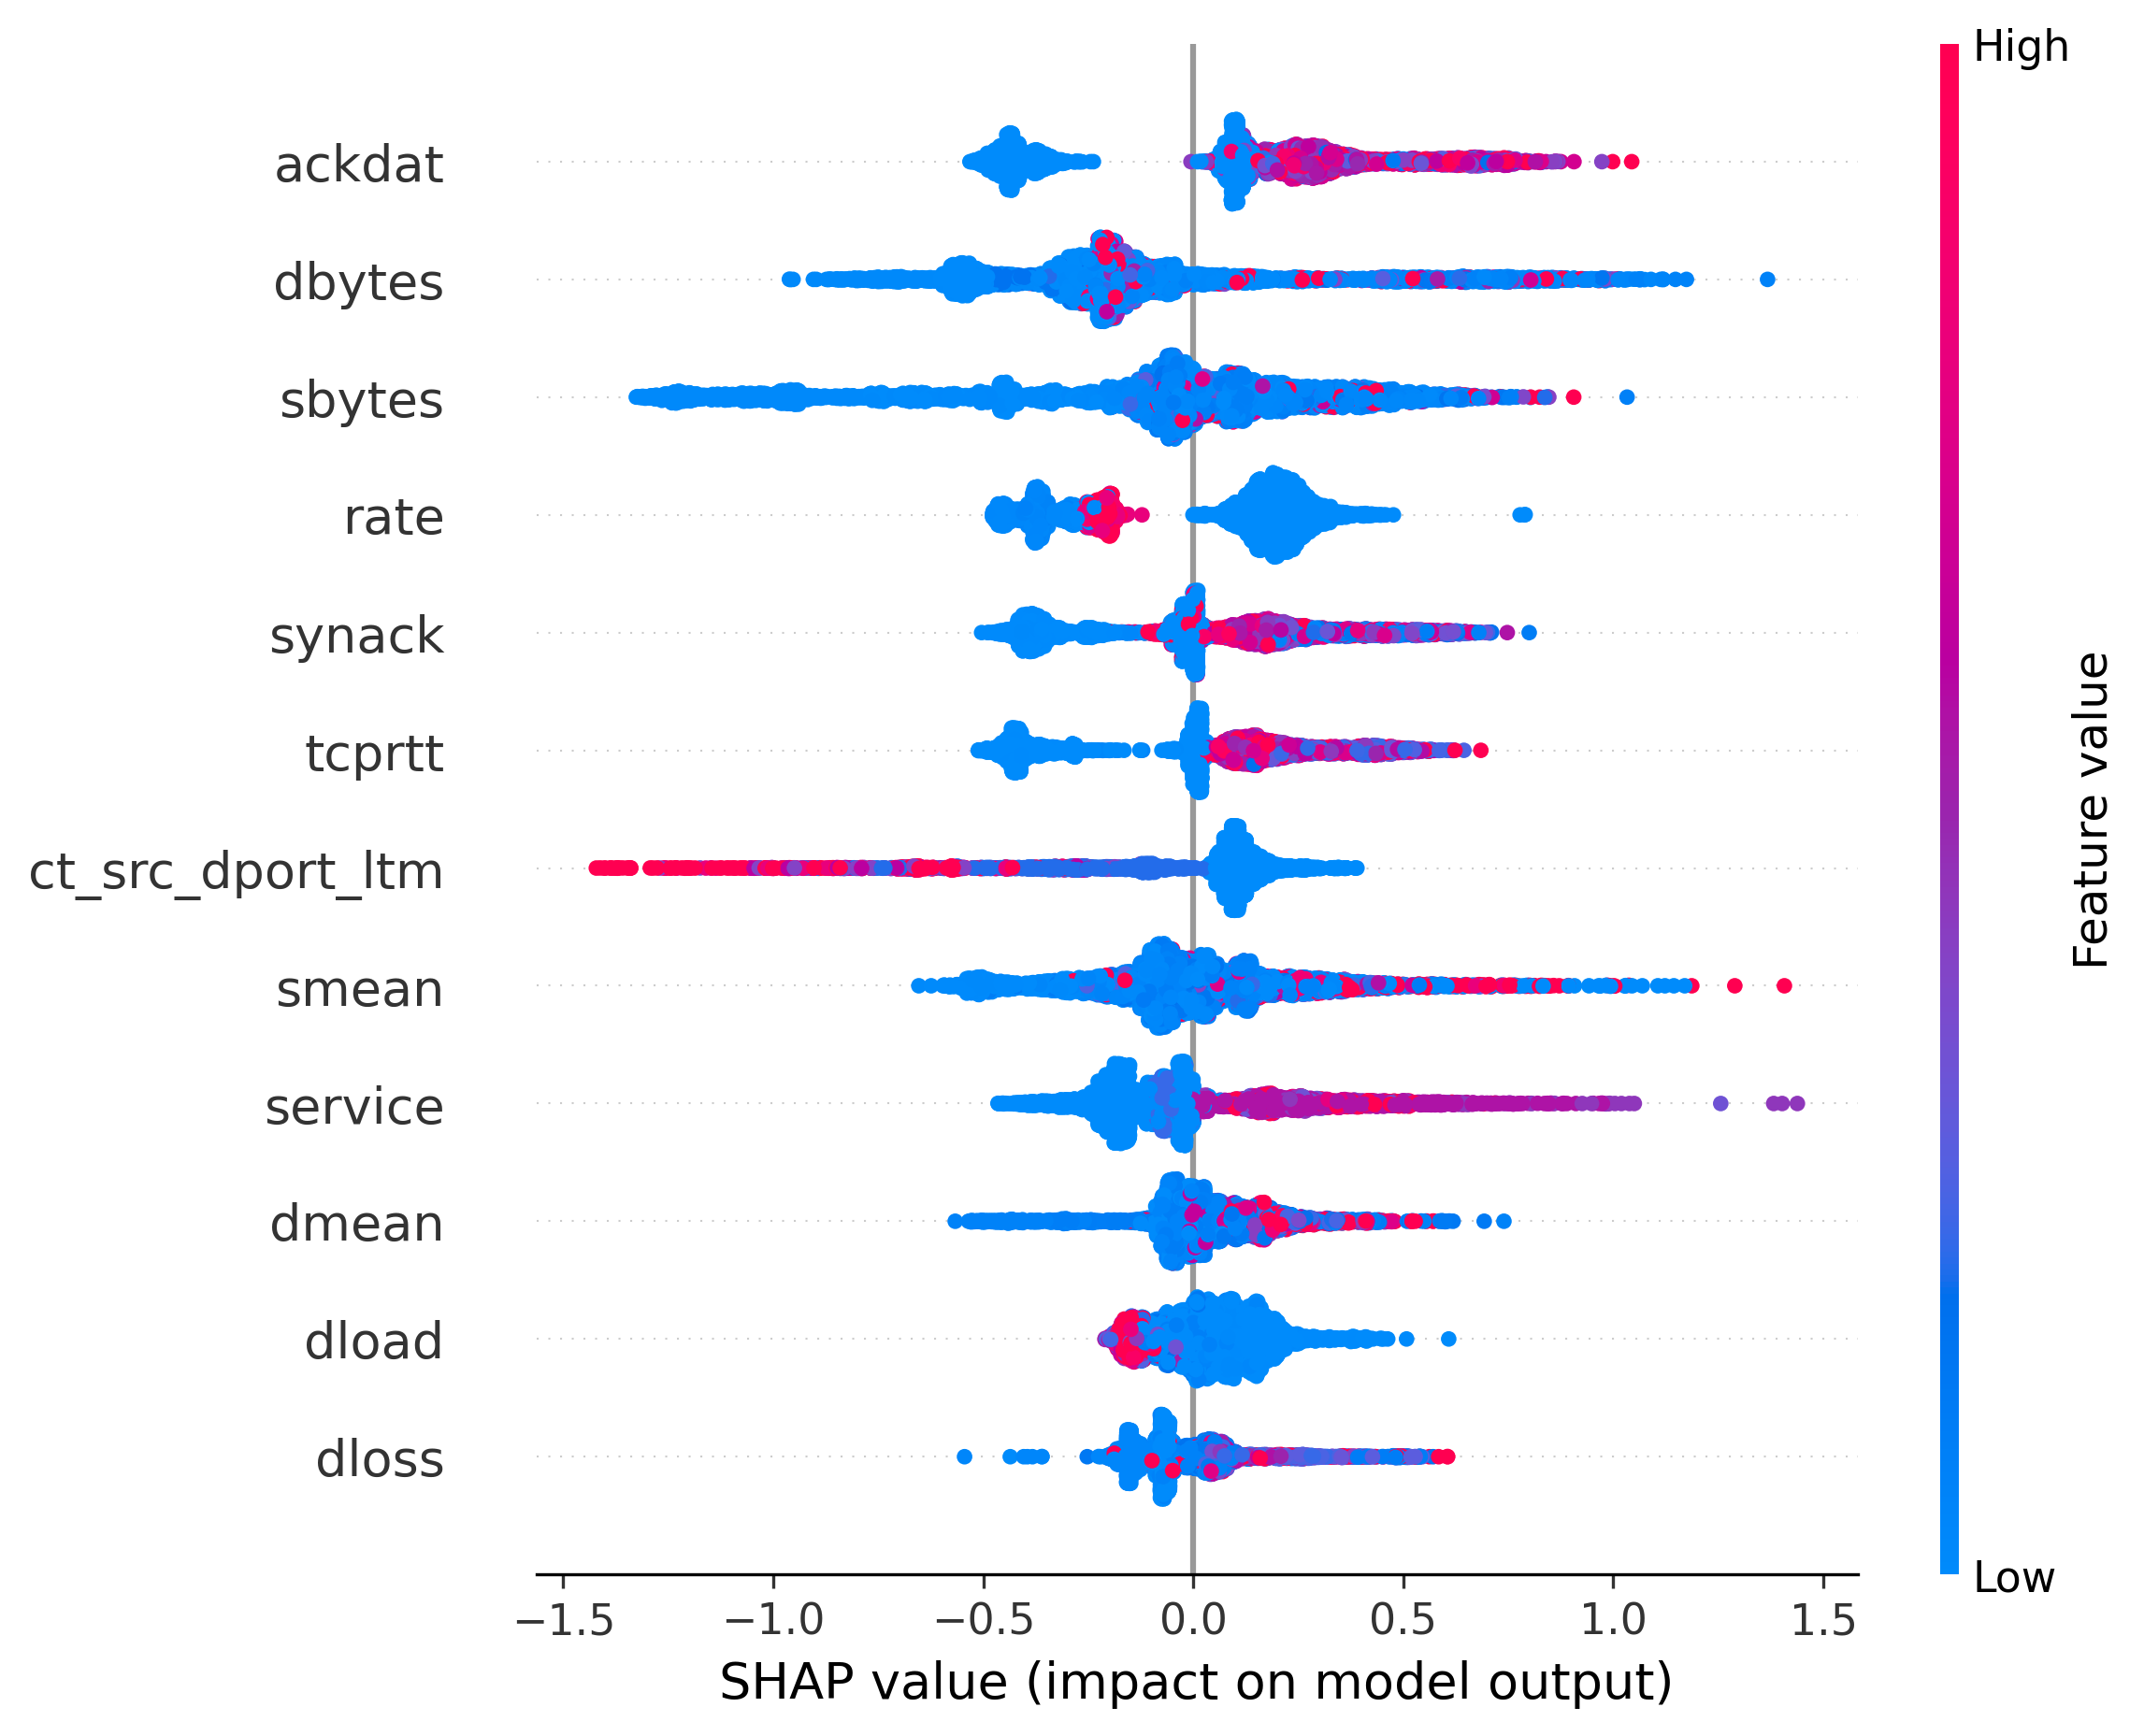 High
ackdat
dbytes
sbytes
rate
synack
tcprtt
ct_src_dport_ltm
smean
service
dmean
dload
dloss
Feature value
Low
−1.5 −1.0 −0.5 0.0 0.5 1.0 1.5
SHAP value (impact on model output)